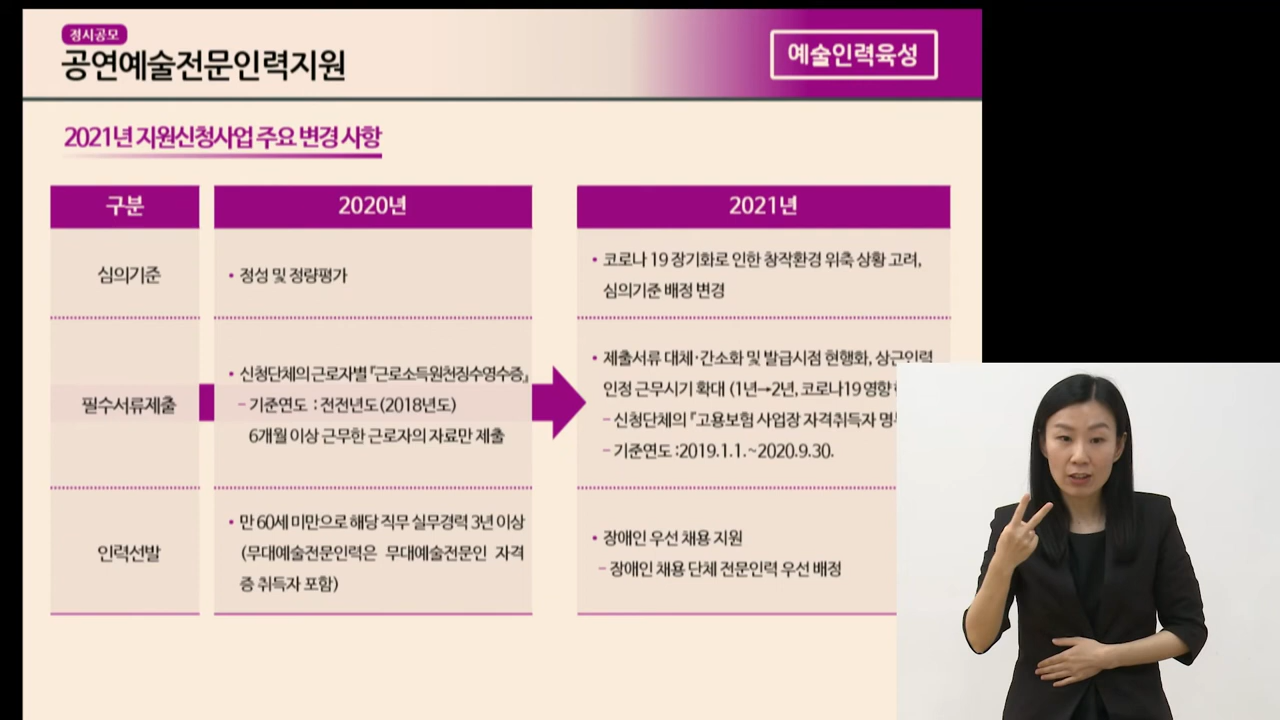 정시공모
공연예술전문인력지원
예술인력육성
2021년 지원신청사업 주요 변경 사항
구분
2020년
2021년
심의기준
• 정성 및 정량평가
• 코로나 19 장기화로 인한 창작환경 위축 상황 고려,
심의기준 배정 변경
필수서류제출
• 신청단체의 근로자별 『근로소득원천징수영수증』
- 기준연도 : 전전년도(2018년도)
6개월 이상 근무한 근로자의 자료만 제출
• 제출서류 대체·간소화 및 발급시점 현행화, 상근인력
인정 근무시기 확대 (1년→2년, 코로나19 영향
- 신청단체의 『고용보험 사업장 자격취득자 명
- 기준연도 :2019.1.1.~2020.9.30.
인력선발
• 만 60세 미만으로 해당 직무 실무경력 3년 이상
(무대예술전문인력은 무대예술전문인 자격
증 취득자 포함)
• 장애인 우선 채용 지원
- 장애인 채용 단체 전문인력 우선 배정